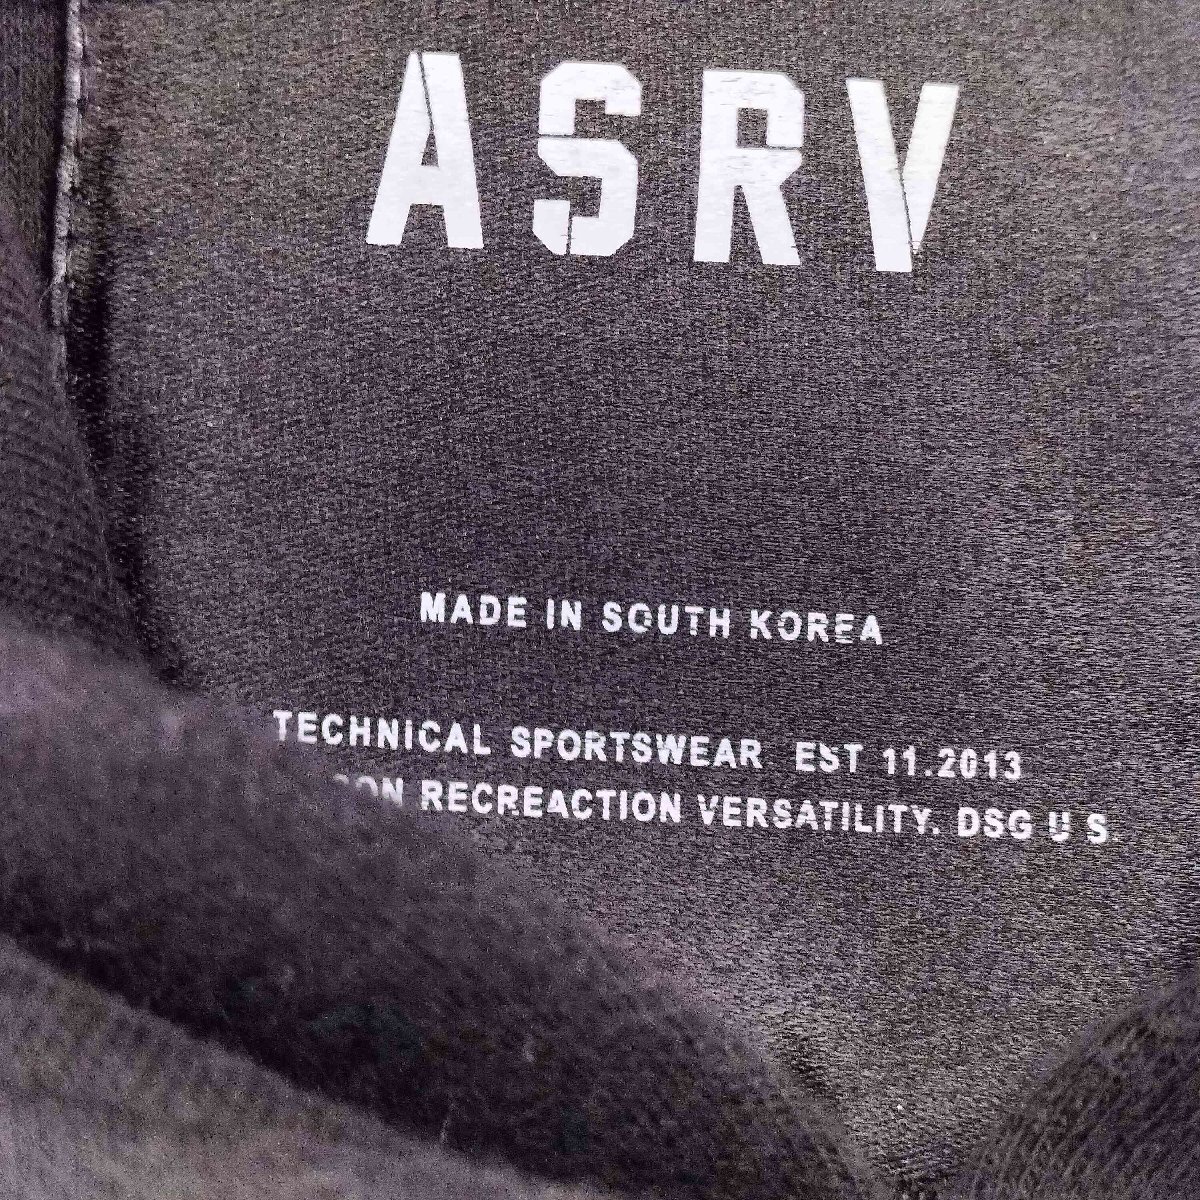 ASRV
MADE IN SOUTH KOREA
TECHNICAL SPORTSWEAR EST 11.2013
RECREACTION VERSATILITY. DSG U S